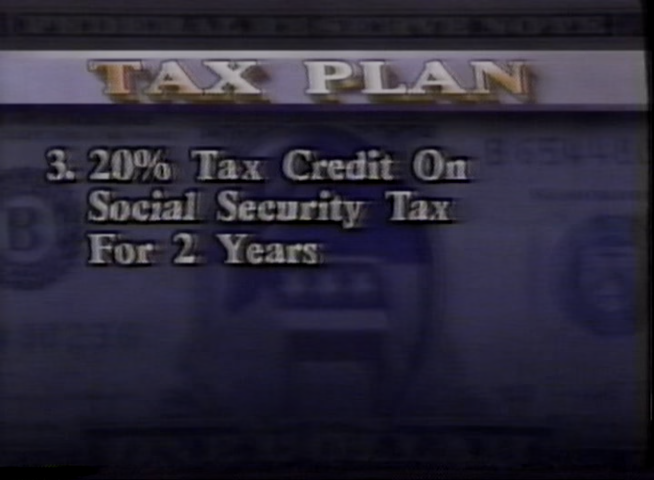 TAX PLAN
3. 20% Tax Credit On
Social Security Tax
For 2 Years